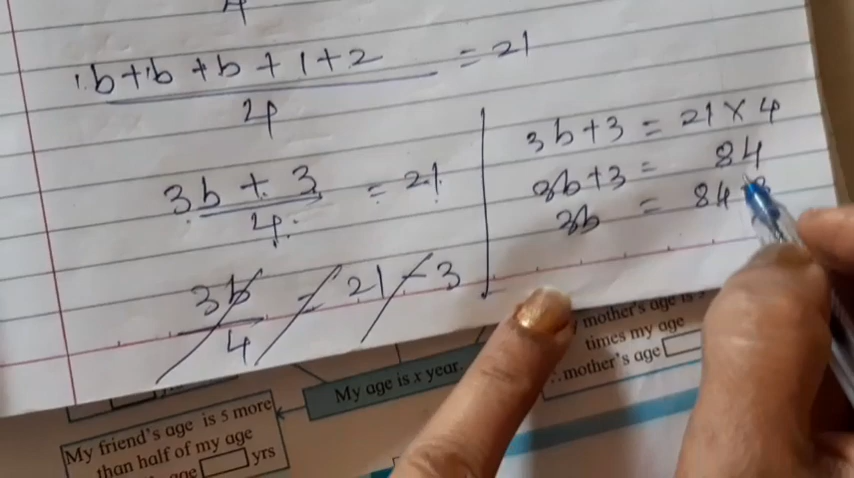 4
b+b+b+1+2 = 21
4
3b + 3 = 21
4
3b = 21 - 3
4
3b+3 = 21 × 4
3b+3 = 84
3b = 84
mother's age is
times my age
∴ mother's age
My age is x year.
My friend's age is 5 more
than half of my age
age yrs